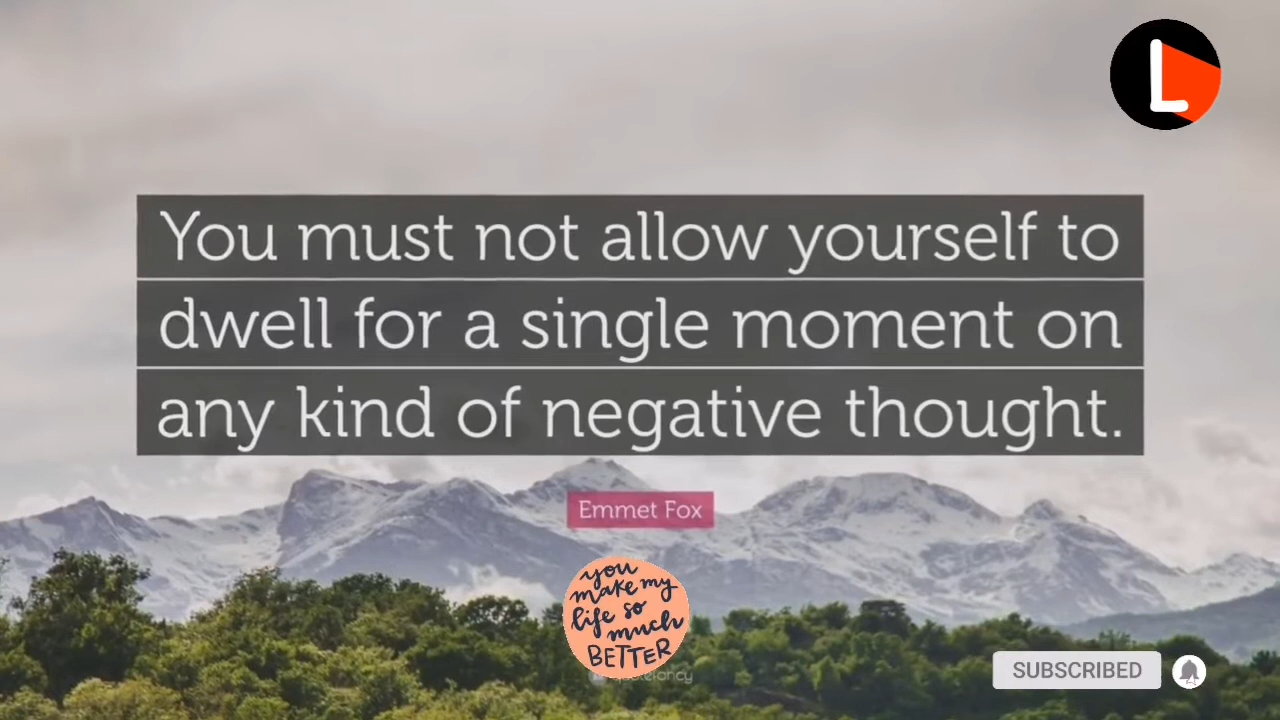 L
You must not allow yourself to
dwell for a single moment on
any kind of negative thought.
Emmet Fox
you
make my
life so
much
BETTER
SUBSCRIBED